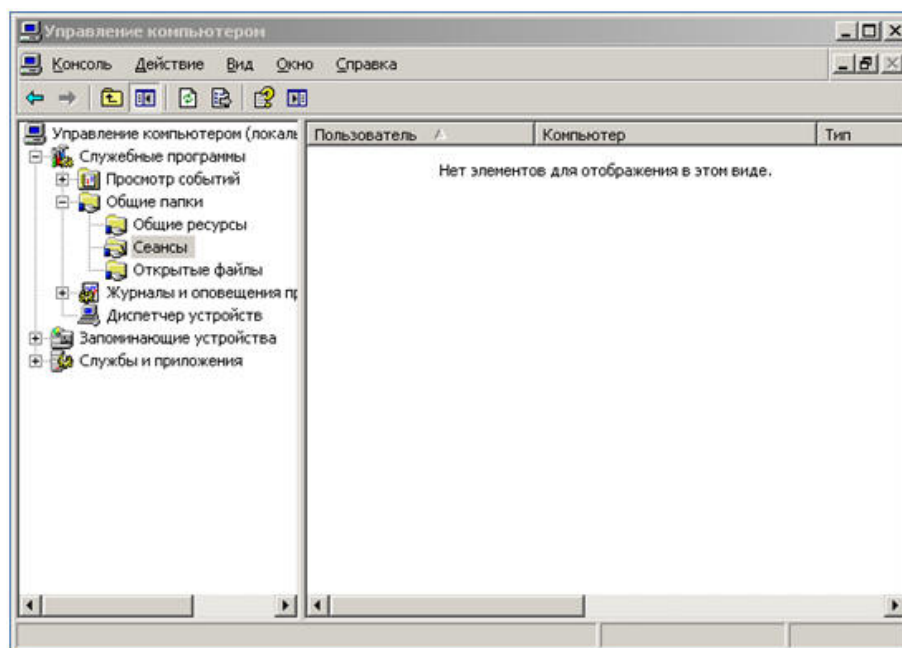 Управление компьютером
Консоль Действие Вид Окно Справка
Управление компьютером (локаль
Служебные программы
Просмотр событий
Общие папки
Общие ресурсы
Сеансы
Открытые файлы
Журналы и оповещения пр
Диспетчер устройств
Запоминающие устройства
Службы и приложения
Пользователь Компьютер Тип
Нет элементов для отображения в этом виде.